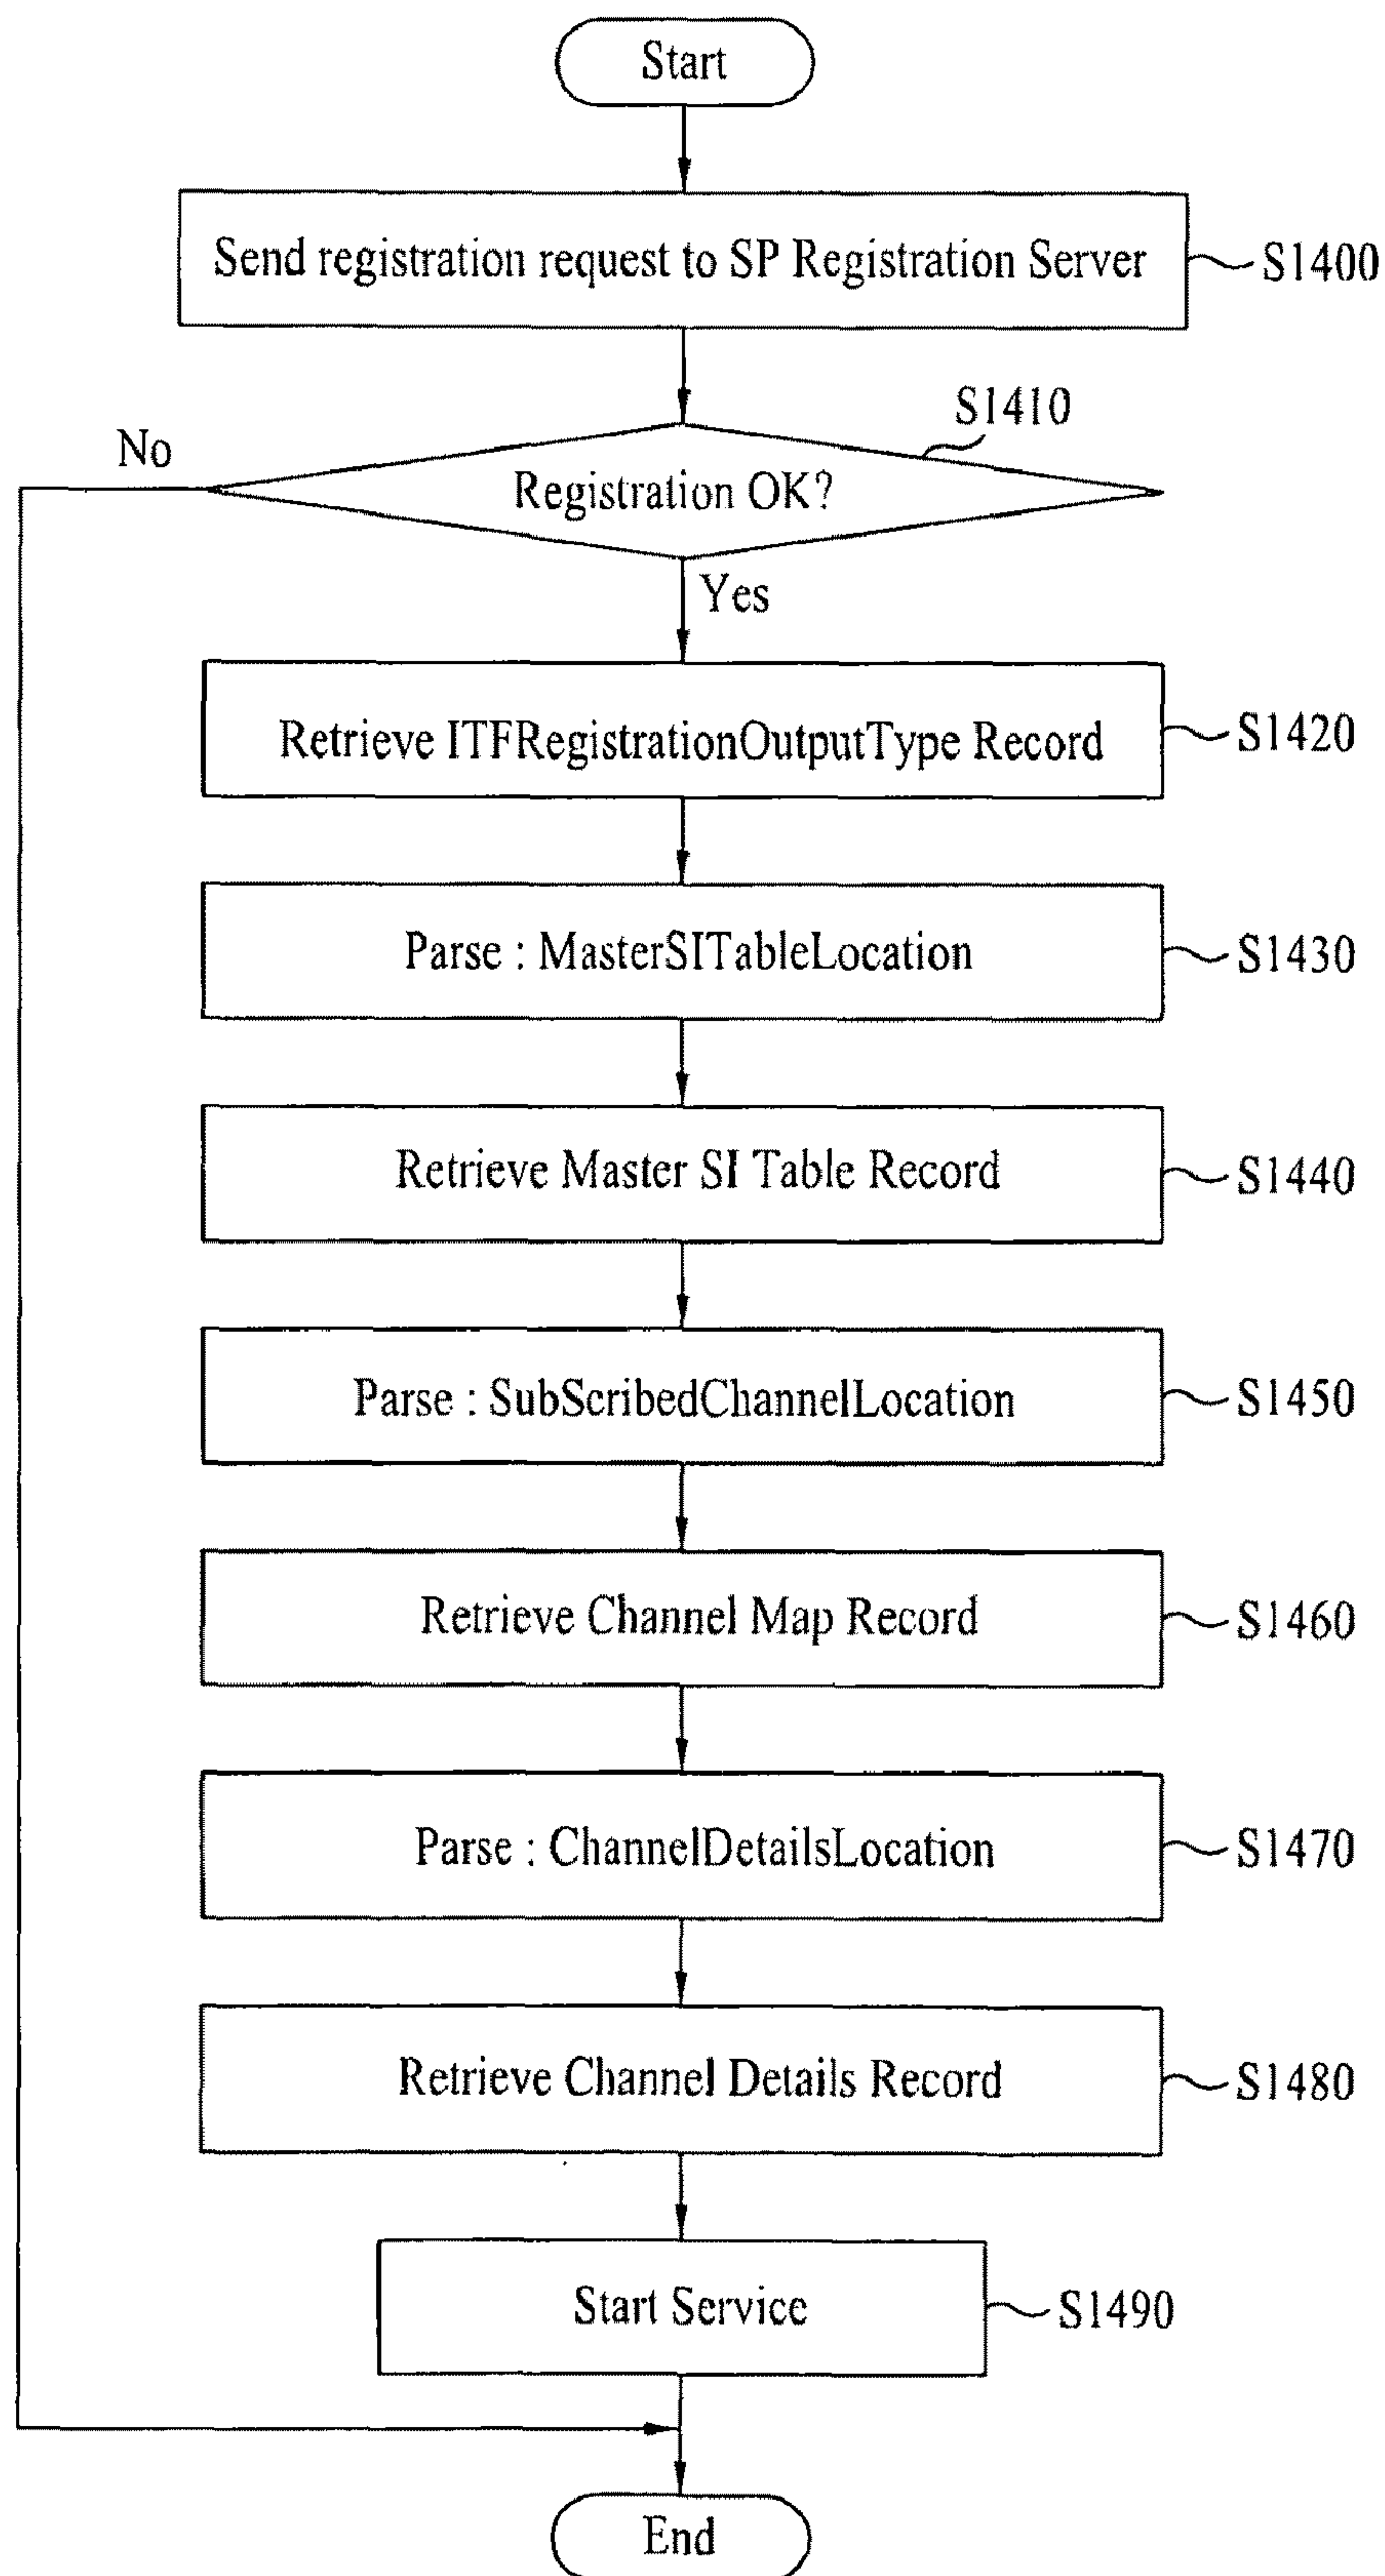 Start
Send registration request to SP Registration Server
S1400
S1410
No
Registration OK?
Yes
Retrieve ITFRegistrationOutputType Record
S1420
Parse : MasterSITableLocation
S1430
Retrieve Master SI Table Record
S1440
Parse : SubScribedChannelLocation
S1450
Retrieve Channel Map Record
S1460
Parse : ChannelDetailsLocation
S1470
Retrieve Channel Details Record
S1480
Start Service
S1490
End